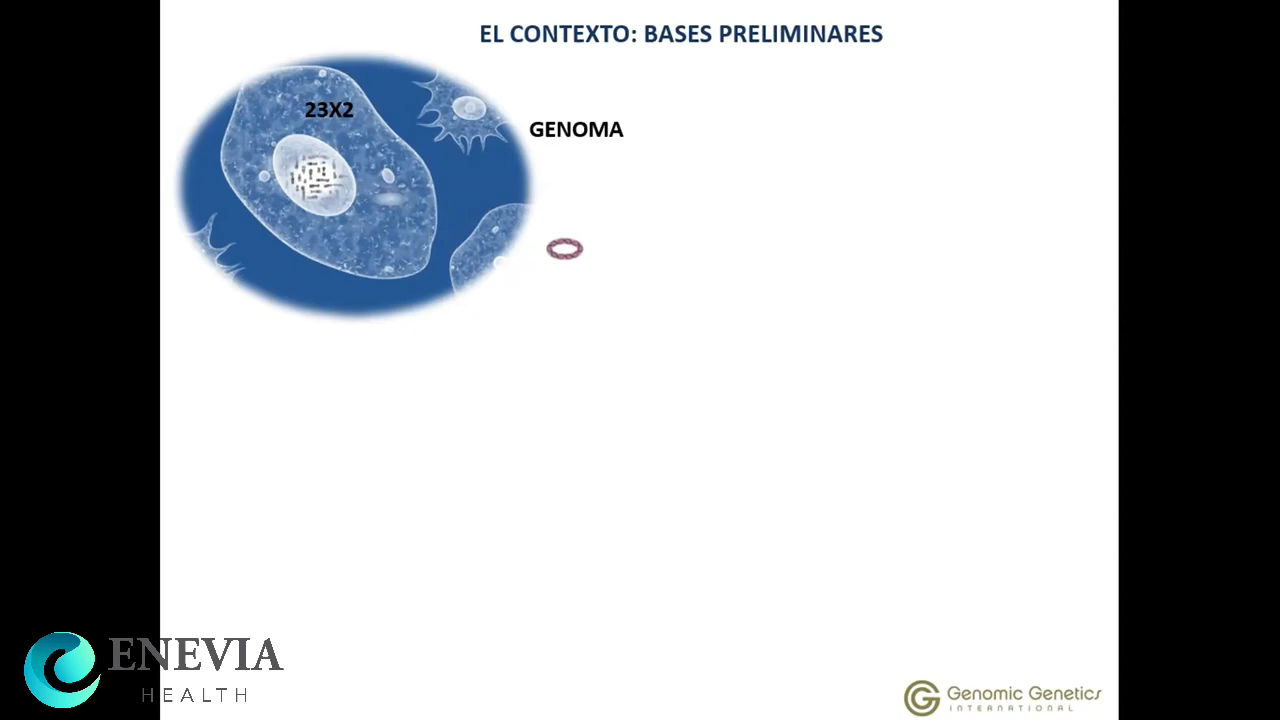 EL CONTEXTO: BASES PRELIMINARES
23X2
GENOMA
ENEVIA
HEALTH
Genomic Genetics
INTERNATIONAL